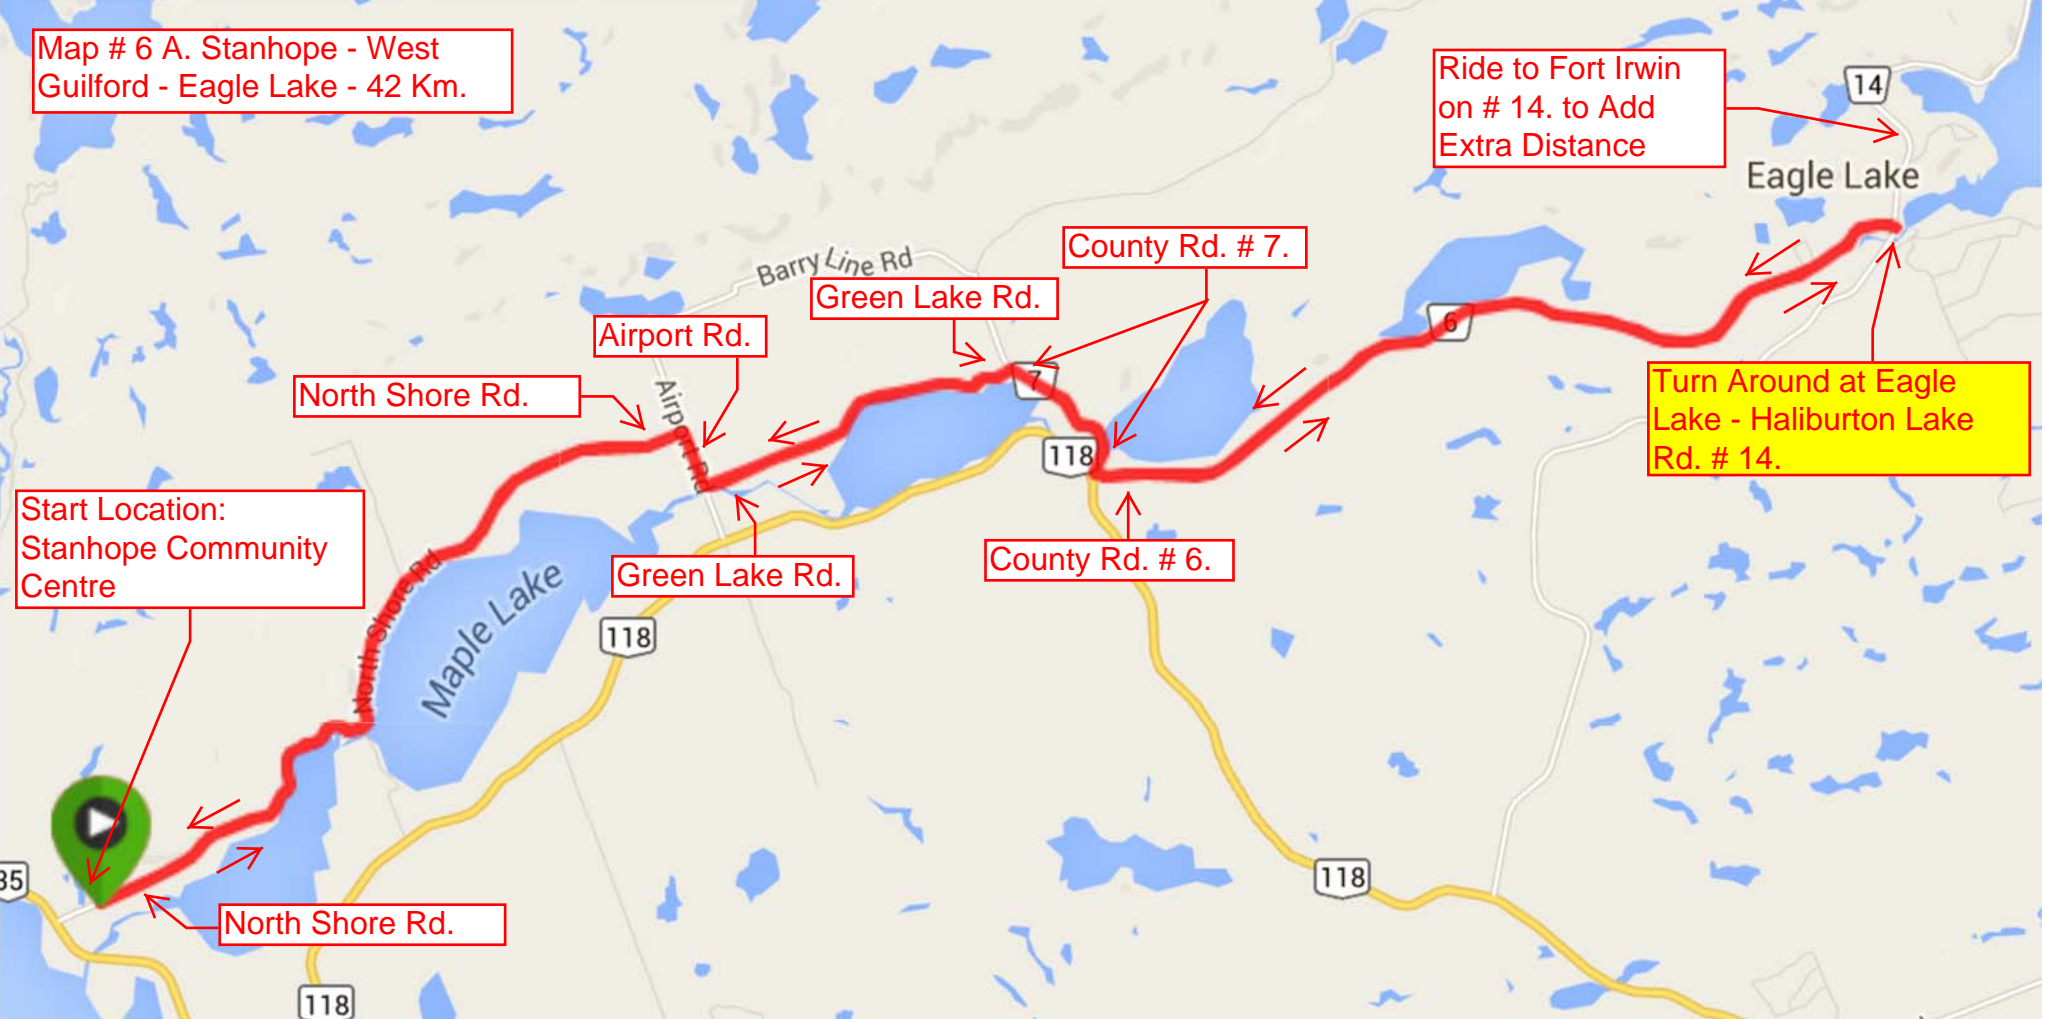 Map # 6 A. Stanhope - West
Guilford - Eagle Lake - 42 Km.
Ride to Fort Irwin
on # 14. to Add
Extra Distance
14
Eagle Lake
County Rd. # 7.
Barry Line Rd
Green Lake Rd.
Airport Rd.
6
North Shore Rd.
Airport Rd
7
Turn Around at Eagle
Lake - Haliburton Lake
Rd. # 14.
118
Start Location:
Stanhope Community
Centre
County Rd. # 6.
Green Lake Rd.
North Shore Rd
Maple Lake
118
35
118
North Shore Rd.
118